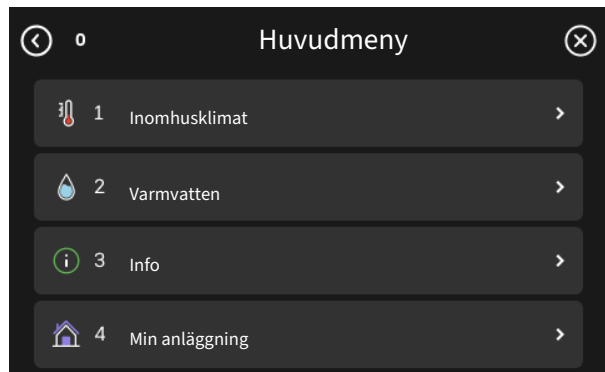 0 Huvudmeny
1 Inomhusklimat
2 Varmvatten
3 Info
4 Min anläggning